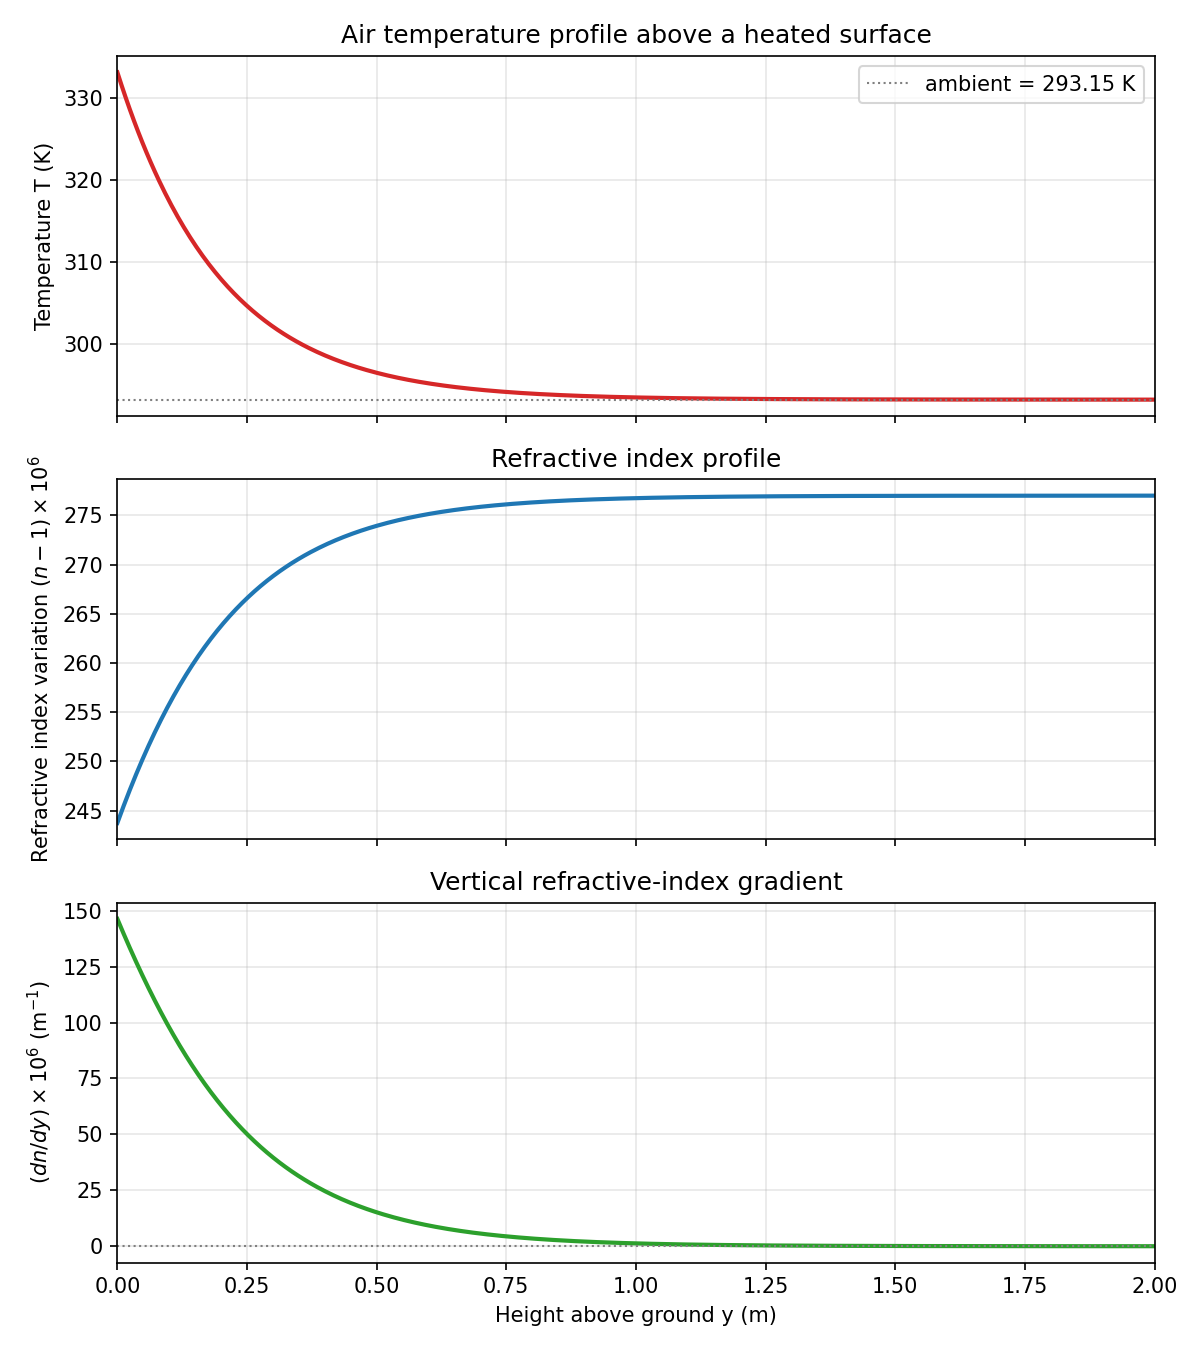 Air temperature profile above a heated surface
Temperature T (K)
330
320
310
300
ambient = 293.15 K
Refractive index profile
Refractive index variation (n − 1) × 10⁶
275
270
265
260
255
250
245
Vertical refractive-index gradient
(dn/dy) × 10⁶ (m⁻¹)
150
125
100
75
50
25
0
0.00 0.25 0.50 0.75 1.00 1.25 1.50 1.75 2.00
Height above ground y (m)